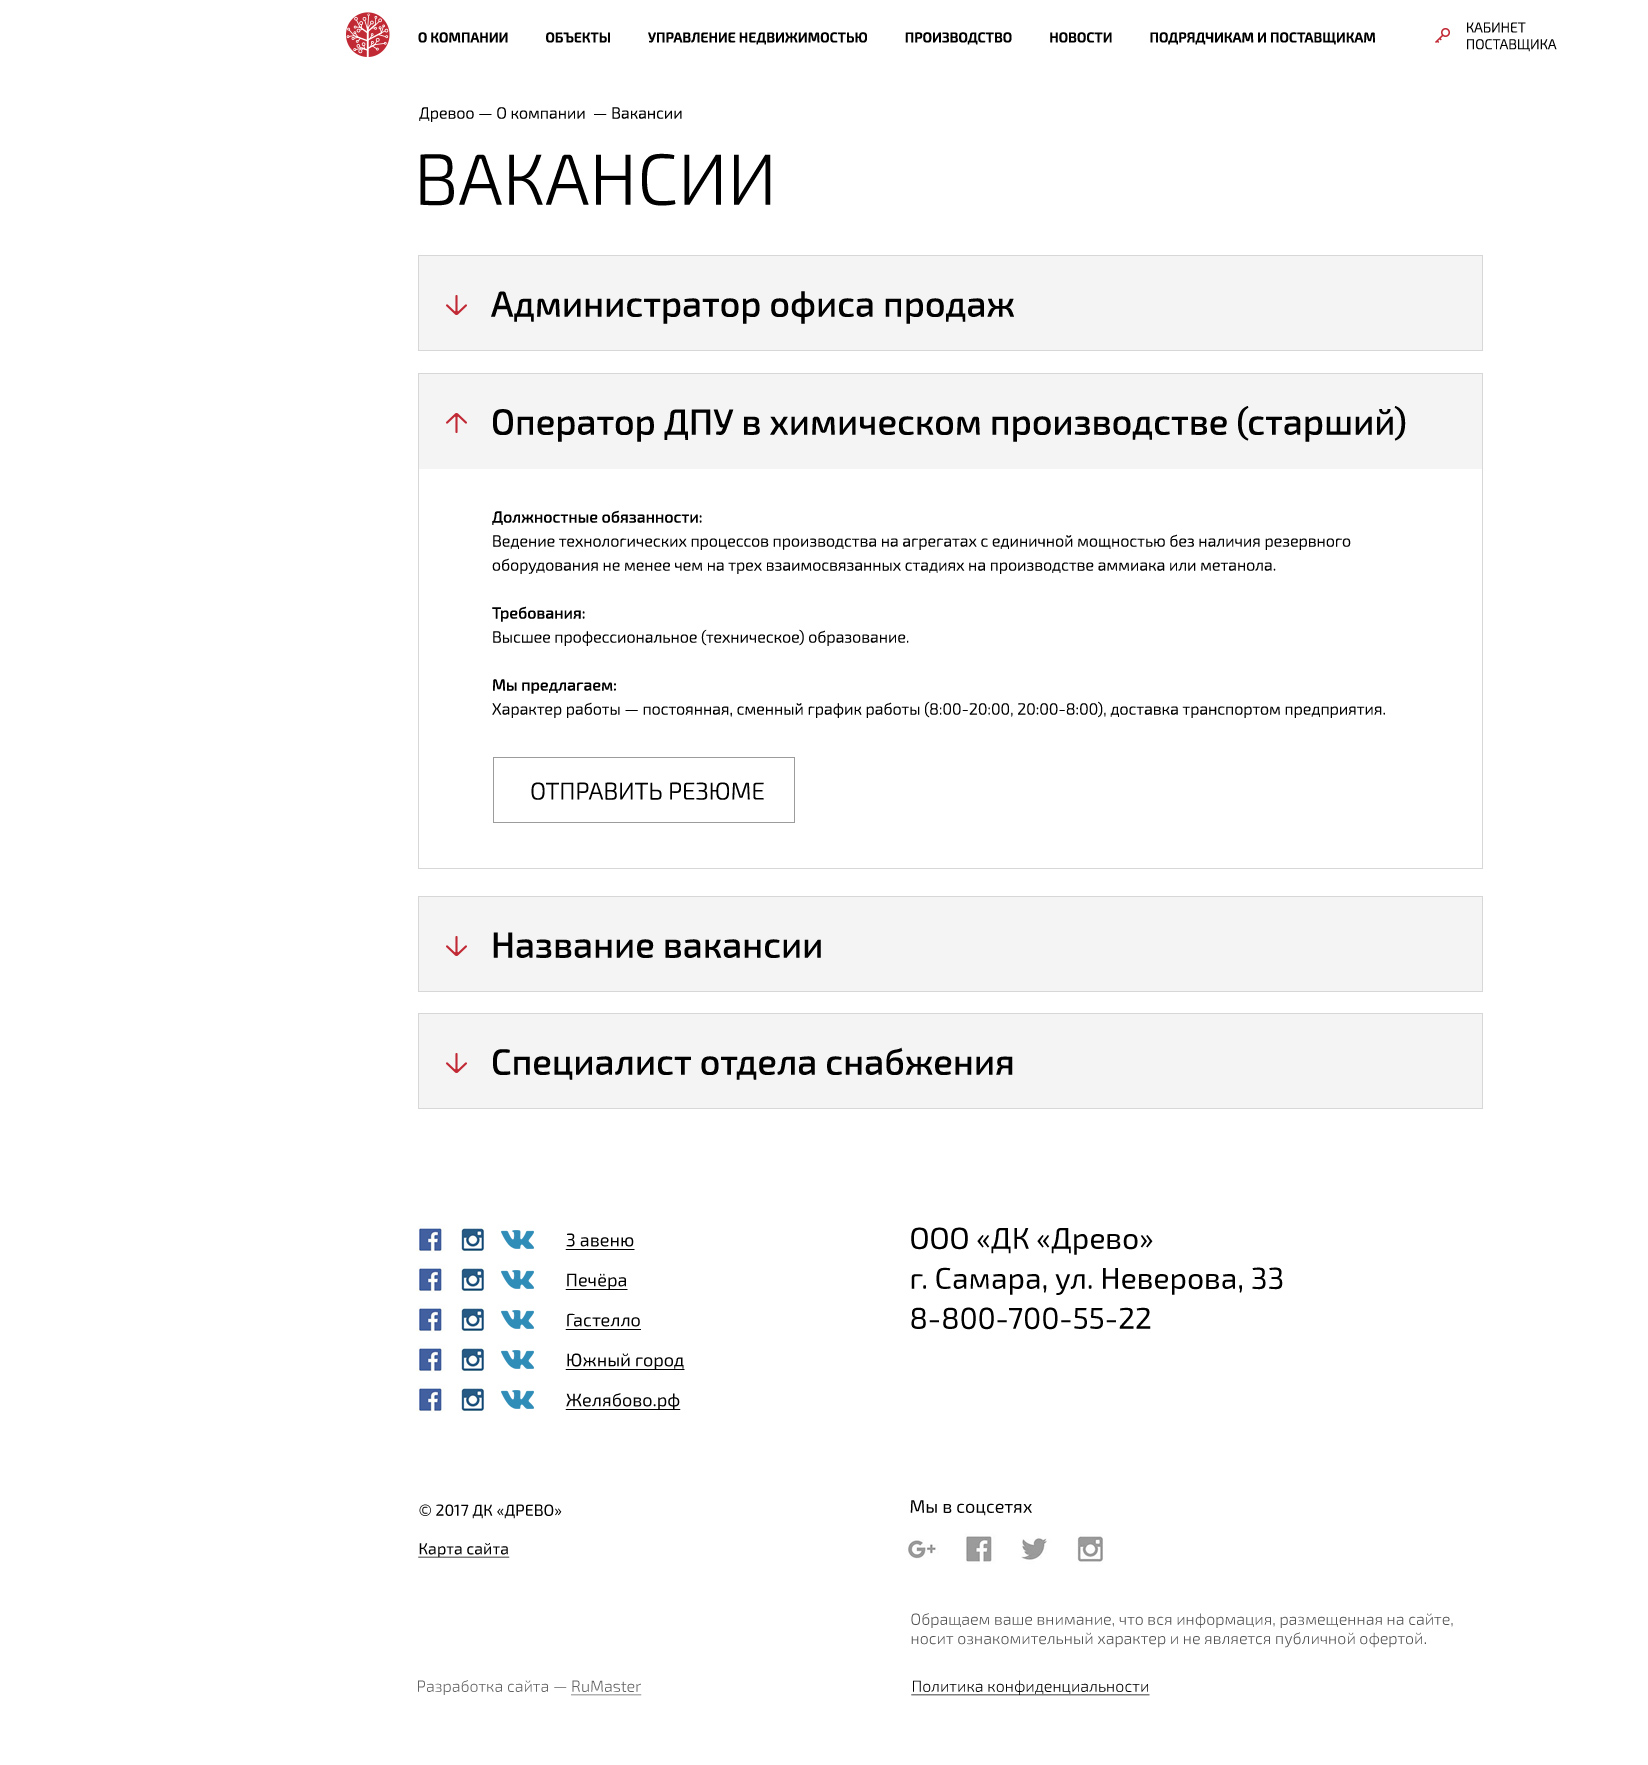 О КОМПАНИИ ОБЪЕКТЫ УПРАВЛЕНИЕ НЕДВИЖИМОСТЬЮ ПРОИЗВОДСТВО НОВОСТИ ПОДРЯДЧИКАМ И ПОСТАВЩИКАМ
КАБИНЕТ
ПОСТАВЩИКА
Древоо — О компании — Вакансии
ВАКАНСИИ
Администратор офиса продаж
Оператор ДПУ в химическом производстве (старший)
Должностные обязанности:
Ведение технологических процессов производства на агрегатах с единичной мощностью без наличия резервного
оборудования не менее чем на трех взаимосвязанных стадиях на производстве аммиака или метанола.
Требования:
Высшее профессиональное (техническое) образование.
Мы предлагаем:
Характер работы — постоянная, сменный график работы (8:00-20:00, 20:00-8:00), доставка транспортом предприятия.
ОТПРАВИТЬ РЕЗЮМЕ
Название вакансии
Специалист отдела снабжения
3 авеню
Печёра
Гастелло
Южный город
Желябово.рф
ООО «ДК «Древо»
г. Самара, ул. Неверова, 33
8-800-700-55-22
© 2017 ДК «ДРЕВО»
Карта сайта
Мы в соцсетях
Обращаем ваше внимание, что вся информация, размещенная на сайте,
носит ознакомительный характер и не является публичной офертой.
Разработка сайта — RuMaster
Политика конфиденциальности